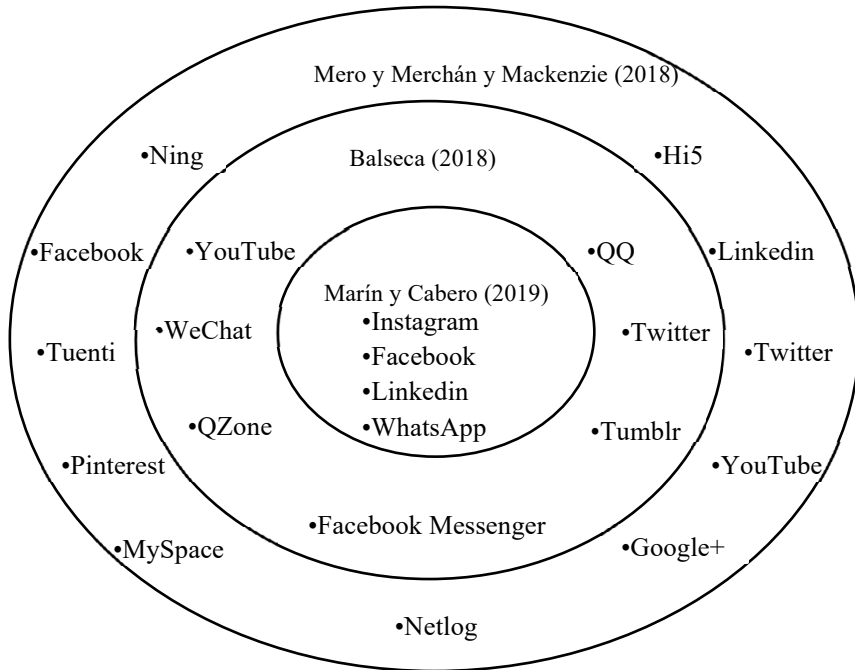 Mero y Merchán y Mackenzie (2018)
•Ning
•Hi5
Balseca (2018)
•Facebook
•YouTube
•QQ
•Linkedin
Marín y Cabero (2019)
•Instagram
•WeChat
•Twitter
•Tuenti
•Facebook
•Twitter
•Linkedin
•QZone
•WhatsApp
•Tumblr
•Pinterest
•YouTube
•Facebook Messenger
•MySpace
•Google+
•Netlog